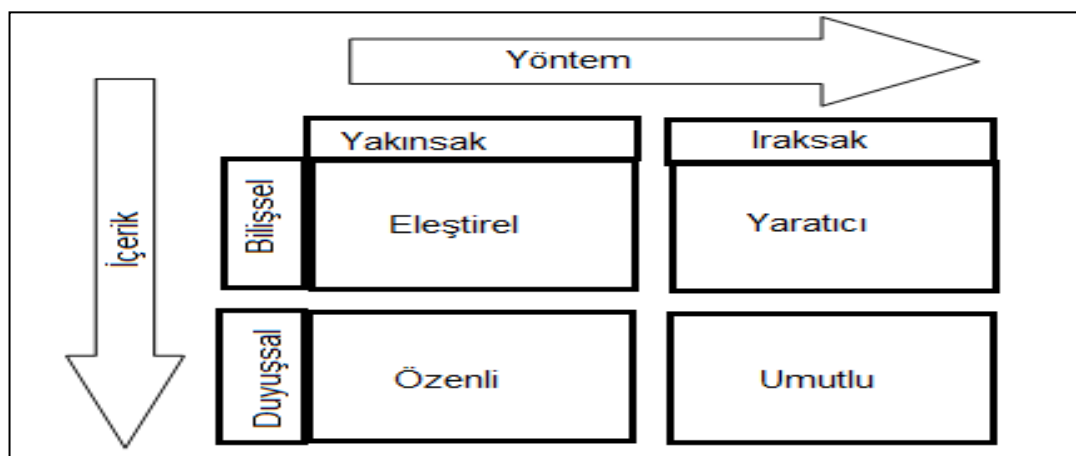 Yöntem
Yakınsak
Iraksak
İçerik
Bilişsel
Eleştirel
Yaratıcı
Duyuşsal
Özenli
Umutlu